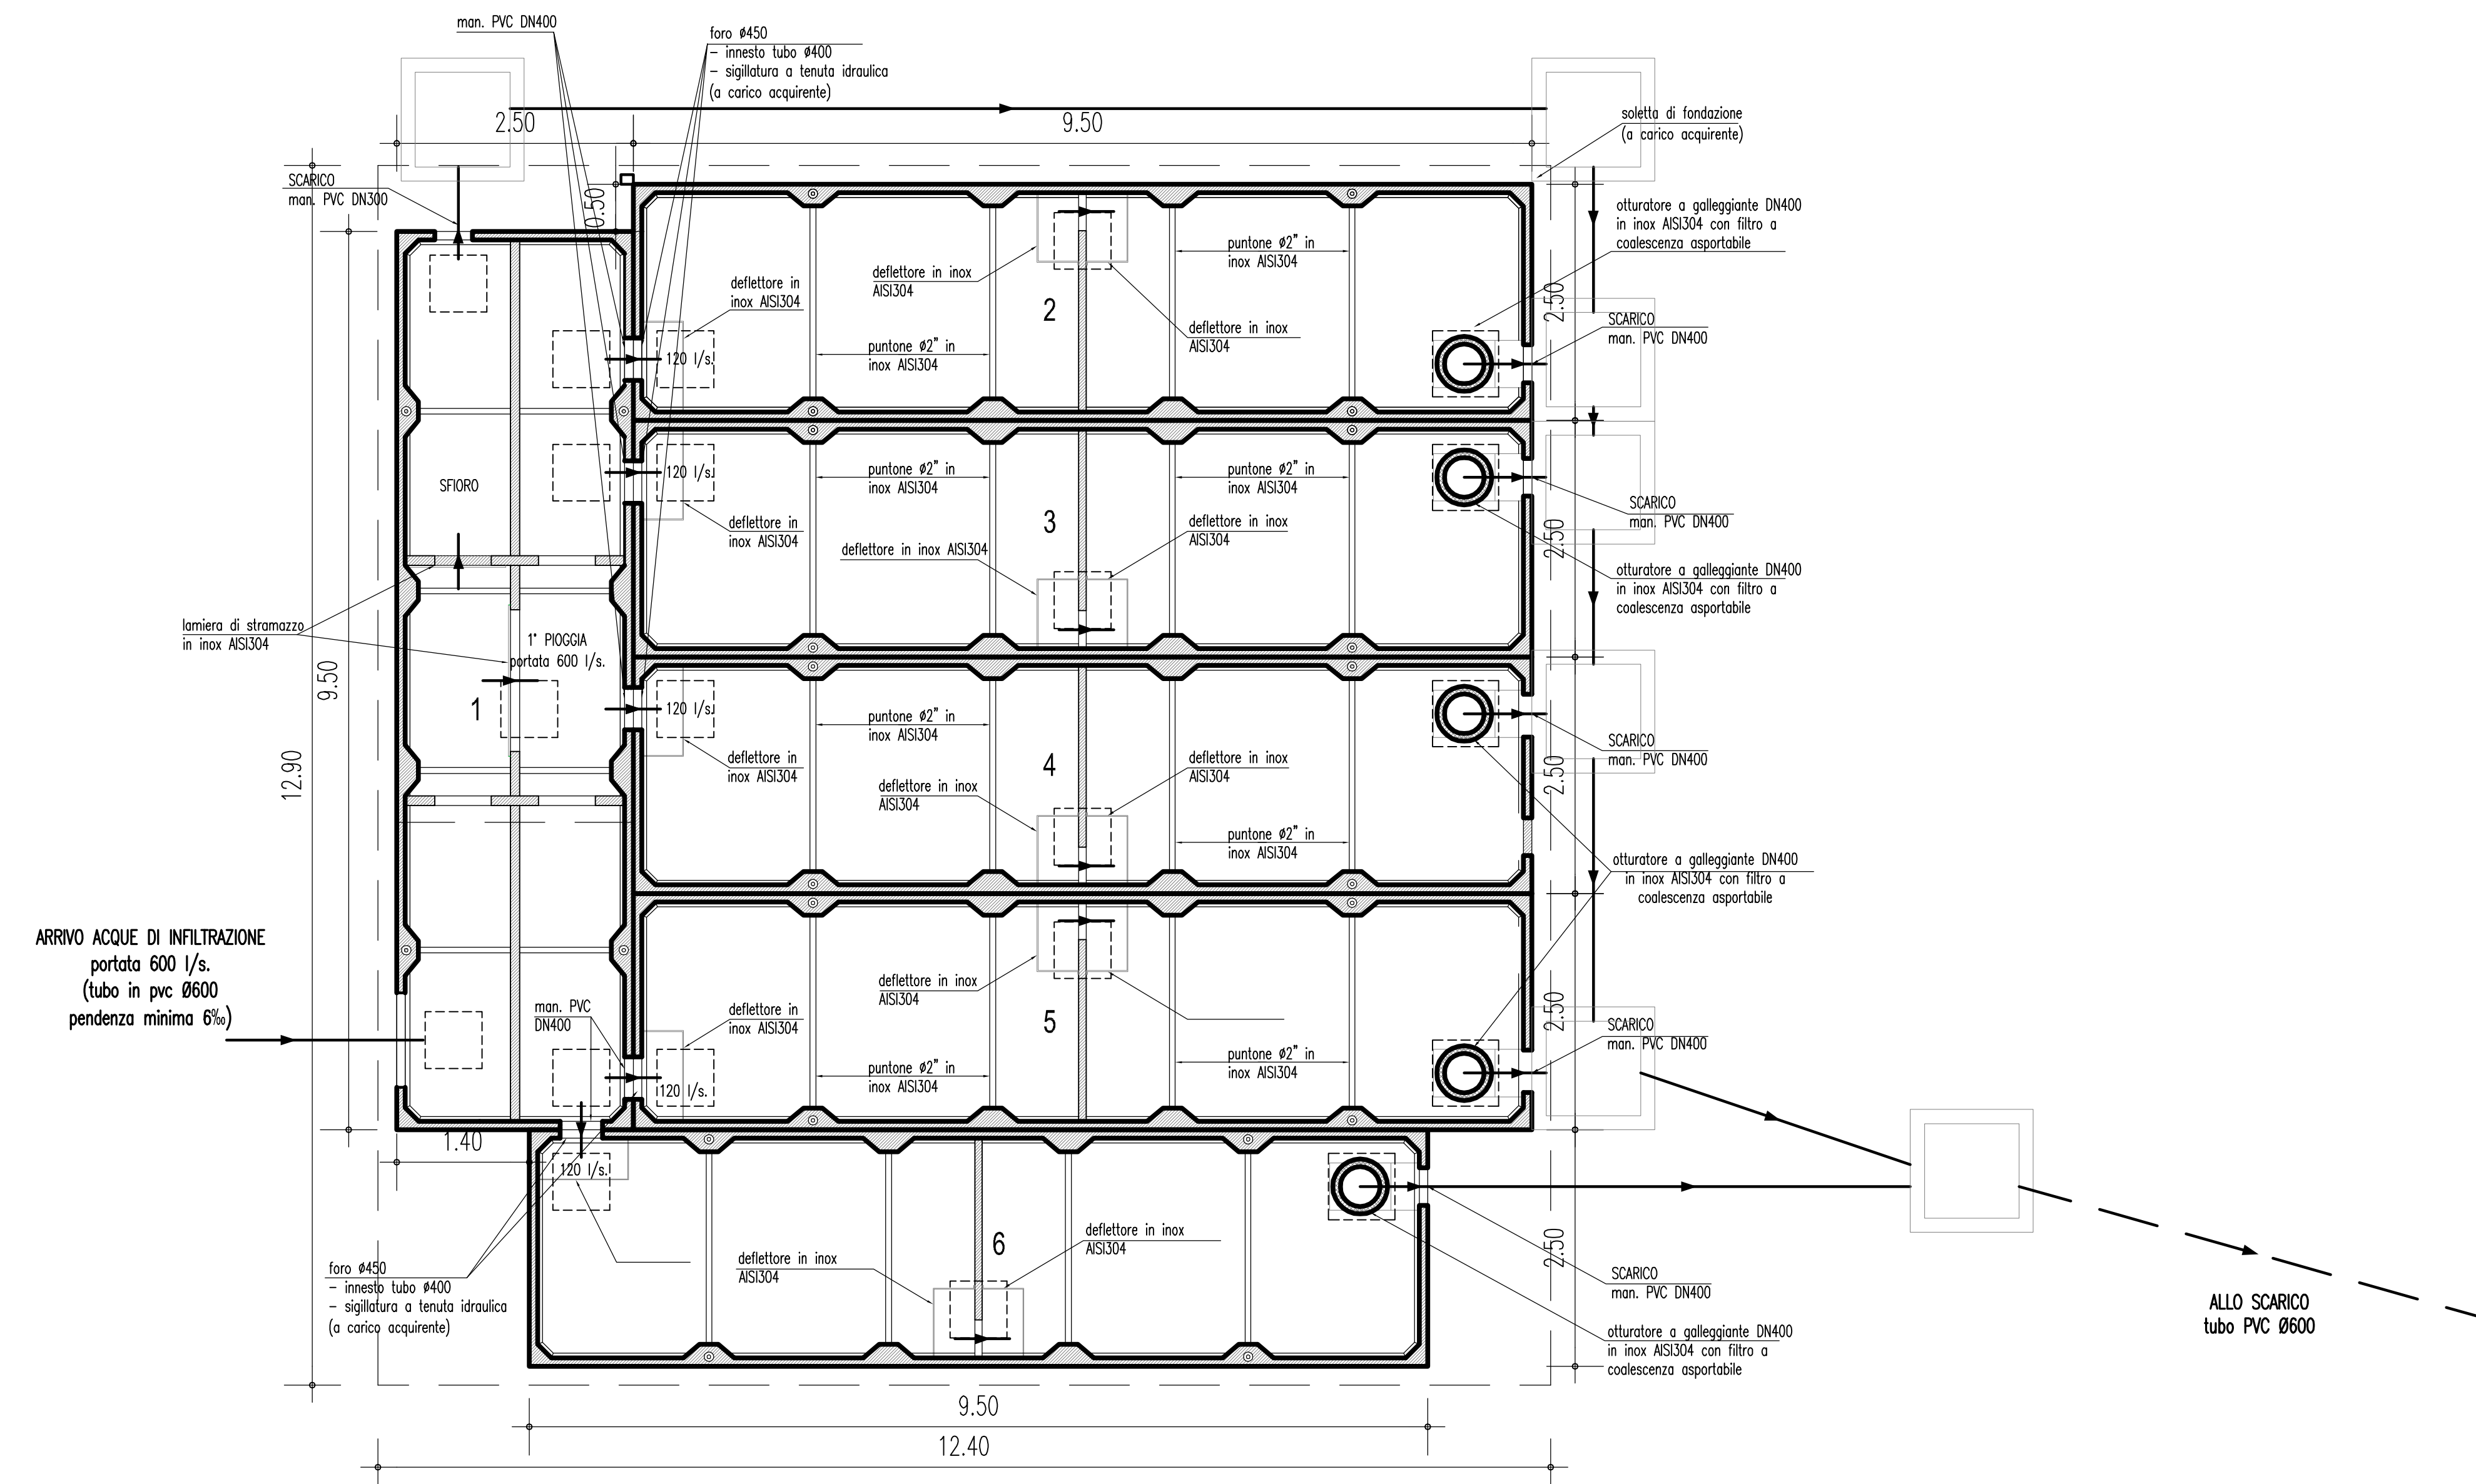 man. PVC DN400
foro Ø450
- innesto tubo Ø400
- sigillatura a tenuta idraulica
(a carico acquirente)
2.50
9.50
soletta di fondazione
(a carico acquirente)
SCARICO
man. PVC DN300
0.50
otturatore a galleggiante DN400
in inox AISI304 con filtro a
coalescenza asportabile
deflettore in
inox AISI304
deflettore in inox
AISI304
2
puntone Ø2" in
inox AISI304
2.50
deflettore in inox
AISI304
SCARICO
man. PVC DN400
120 l/s.
puntone Ø2" in
inox AISI304
120 l/s.
puntone Ø2" in
inox AISI304
puntone Ø2" in
inox AISI304
SFIORO
SCARICO
man. PVC DN400
deflettore in
inox AISI304
3
deflettore in inox
AISI304
2.50
deflettore in inox AISI304
otturatore a galleggiante DN400
in inox AISI304 con filtro a
coalescenza asportabile
lamiera di stramazzo
in inox AISI304
1° PIOGGIA
portata 600 l/s.
9.50
1
120 l/s.
puntone Ø2" in
inox AISI304
SCARICO
man. PVC DN400
12.90
deflettore in
inox AISI304
4
deflettore in inox
AISI304
2.50
deflettore in inox
AISI304
puntone Ø2" in
inox AISI304
otturatore a galleggiante DN400
in inox AISI304 con filtro a
coalescenza asportabile
ARRIVO ACQUE DI INFILTRAZIONE
portata 600 l/s.
(tubo in pvc Ø600
pendenza minima 6‰)
man. PVC
DN400
deflettore in
inox AISI304
deflettore in inox
AISI304
5
2.50
SCARICO
man. PVC DN400
120 l/s.
puntone Ø2" in
inox AISI304
puntone Ø2" in
inox AISI304
1.40
120 l/s.
6
deflettore in inox
AISI304
deflettore in inox
AISI304
2.50
foro Ø450
- innesto tubo Ø400
- sigillatura a tenuta idraulica
(a carico acquirente)
SCARICO
man. PVC DN400
otturatore a galleggiante DN400
in inox AISI304 con filtro a
coalescenza asportabile
ALLO SCARICO
tubo PVC Ø600
9.50
12.40